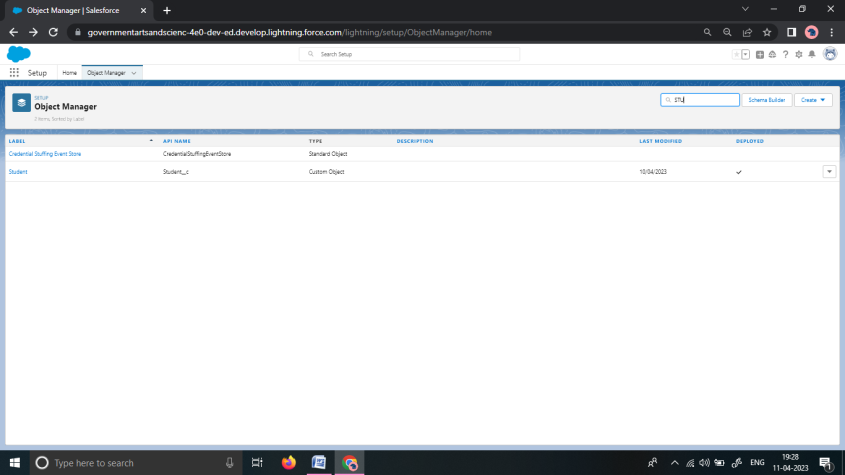 Object Manager | Salesforce
governmentartsandscienc-4e0-dev-ed.develop.lightning.force.com/lightning/setup/ObjectManager/home
Search Setup
Setup Home Object Manager
SETUP
Object Manager
2 Items, Sorted by Label
STU
Schema Builder
Create
LABEL API NAME TYPE DESCRIPTION LAST MODIFIED DEPLOYED
Credential Stuffing Event Store CredentialStuffingEventStore Standard Object
Student Student__c Custom Object 10/04/2023
Type here to search
ENG
19:28
11-04-2023
1